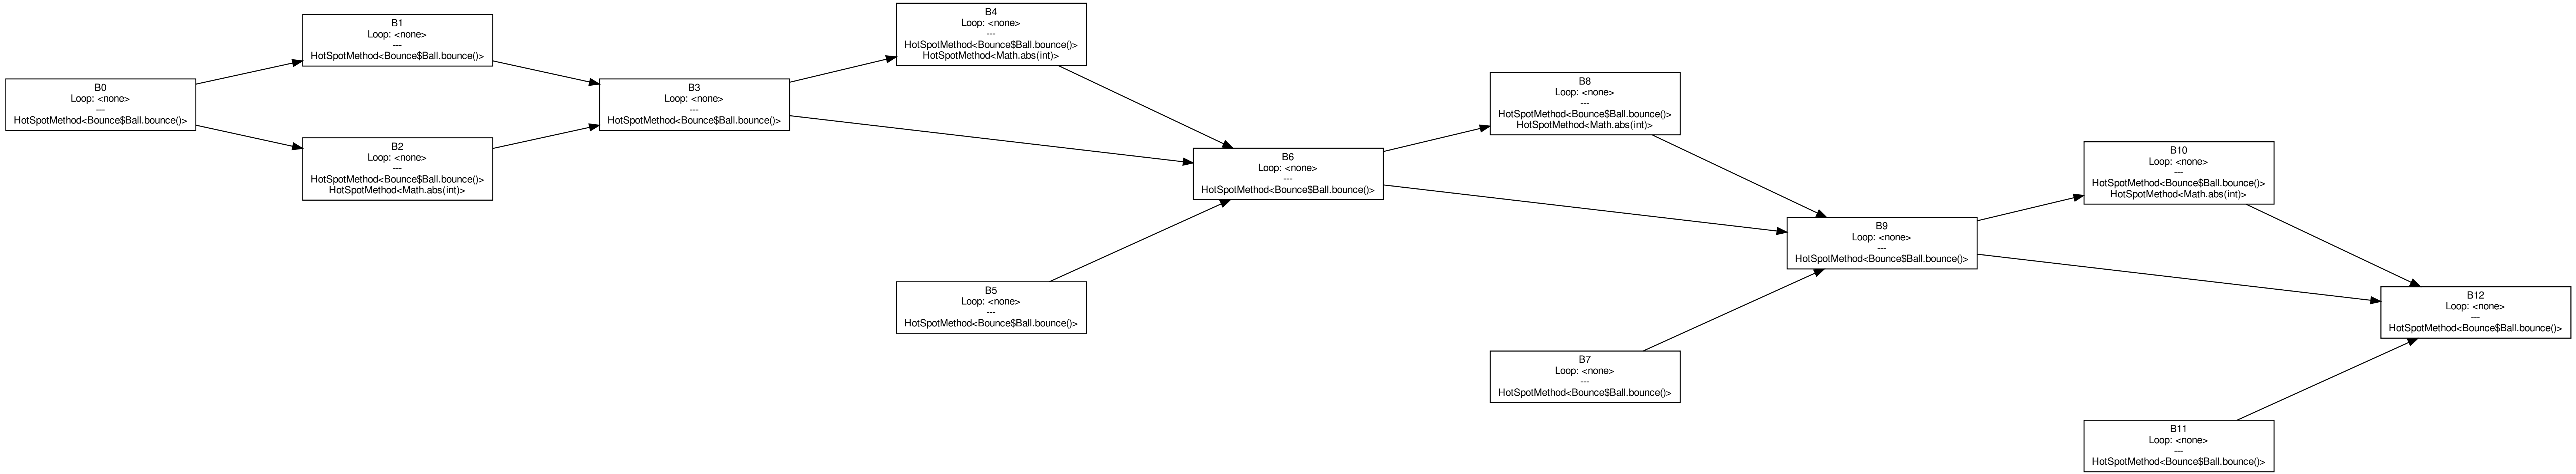 B0
Loop: <none>
---
HotSpotMethod<Bounce$Ball.bounce()>
B1
Loop: <none>
---
HotSpotMethod<Bounce$Ball.bounce()>
B2
Loop: <none>
---
HotSpotMethod<Bounce$Ball.bounce()>
HotSpotMethod<Math.abs(int)>
B3
Loop: <none>
---
HotSpotMethod<Bounce$Ball.bounce()>
B4
Loop: <none>
---
HotSpotMethod<Bounce$Ball.bounce()>
HotSpotMethod<Math.abs(int)>
B5
Loop: <none>
---
HotSpotMethod<Bounce$Ball.bounce()>
B6
Loop: <none>
---
HotSpotMethod<Bounce$Ball.bounce()>
B8
Loop: <none>
---
HotSpotMethod<Bounce$Ball.bounce()>
HotSpotMethod<Math.abs(int)>
B7
Loop: <none>
---
HotSpotMethod<Bounce$Ball.bounce()>
B9
Loop: <none>
---
HotSpotMethod<Bounce$Ball.bounce()>
B10
Loop: <none>
---
HotSpotMethod<Bounce$Ball.bounce()>
HotSpotMethod<Math.abs(int)>
B11
Loop: <none>
---
HotSpotMethod<Bounce$Ball.bounce()>
B12
Loop: <none>
---
HotSpotMethod<Bounce$Ball.bounce()>